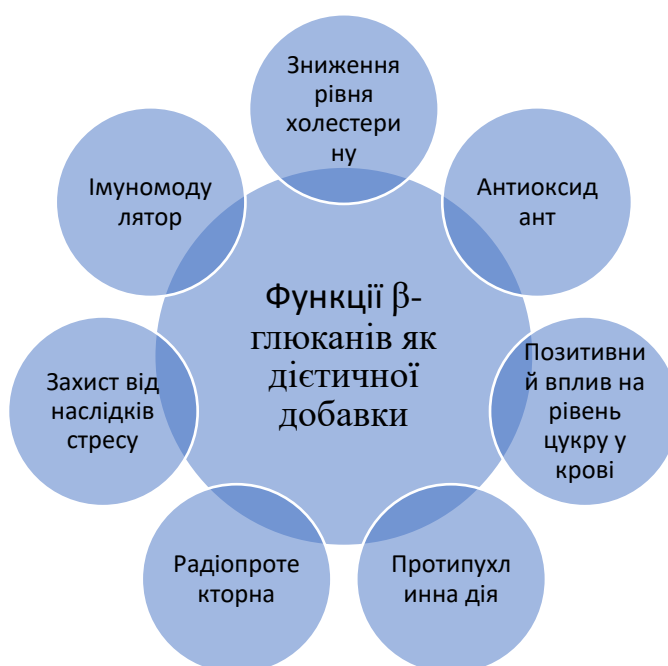 Зниження
рівня
холестери
ну
Антиоксид
ант
Позитивни
й вплив на
рівень
цукру у
крові
Протипухл
инна дія
Радіопроте
кторна
Захист від
наслідків
стресу
Імуномоду
лятор
Функції β-
глюканів як
дієтичної
добавки